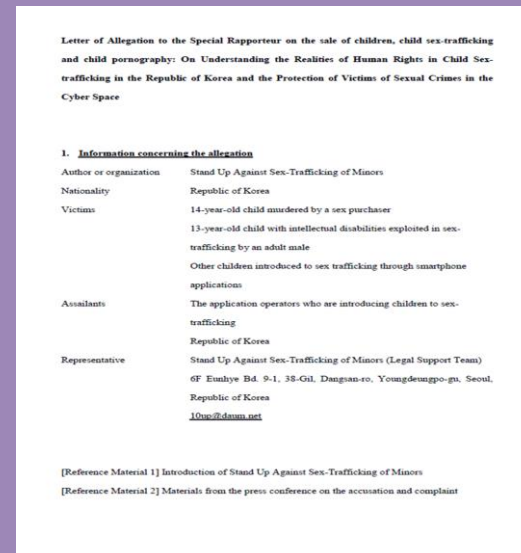 Letter of Allegation to the Special Rapporteur on the sale of children, child sex-trafficking
and child pornography: On Understanding the Realities of Human Rights in Child Sex-
trafficking in the Republic of Korea and the Protection of Victims of Sexual Crimes in the
Cyber Space
1. Information concerning the allegation
Author or organization Stand Up Against Sex-Trafficking of Minors
Nationality Republic of Korea
Victims 14-year-old child murdered by a sex purchaser
13-year-old child with intellectual disabilities exploited in sex-
trafficking by an adult male
Other children introduced to sex trafficking through smartphone
applications
Assailants The application operators who are introducing children to sex-
trafficking
Republic of Korea
Representative Stand Up Against Sex-Trafficking of Minors (Legal Support Team)
6F Eunhye Bd. 9-1, 38-Gil, Dangsan-ro, Youngdeungpo-gu, Seoul,
Republic of Korea
10up@daum.net
[Reference Material 1] Introduction of Stand Up Against Sex-Trafficking of Minors
[Reference Material 2] Materials from the press conference on the accusation and complaint